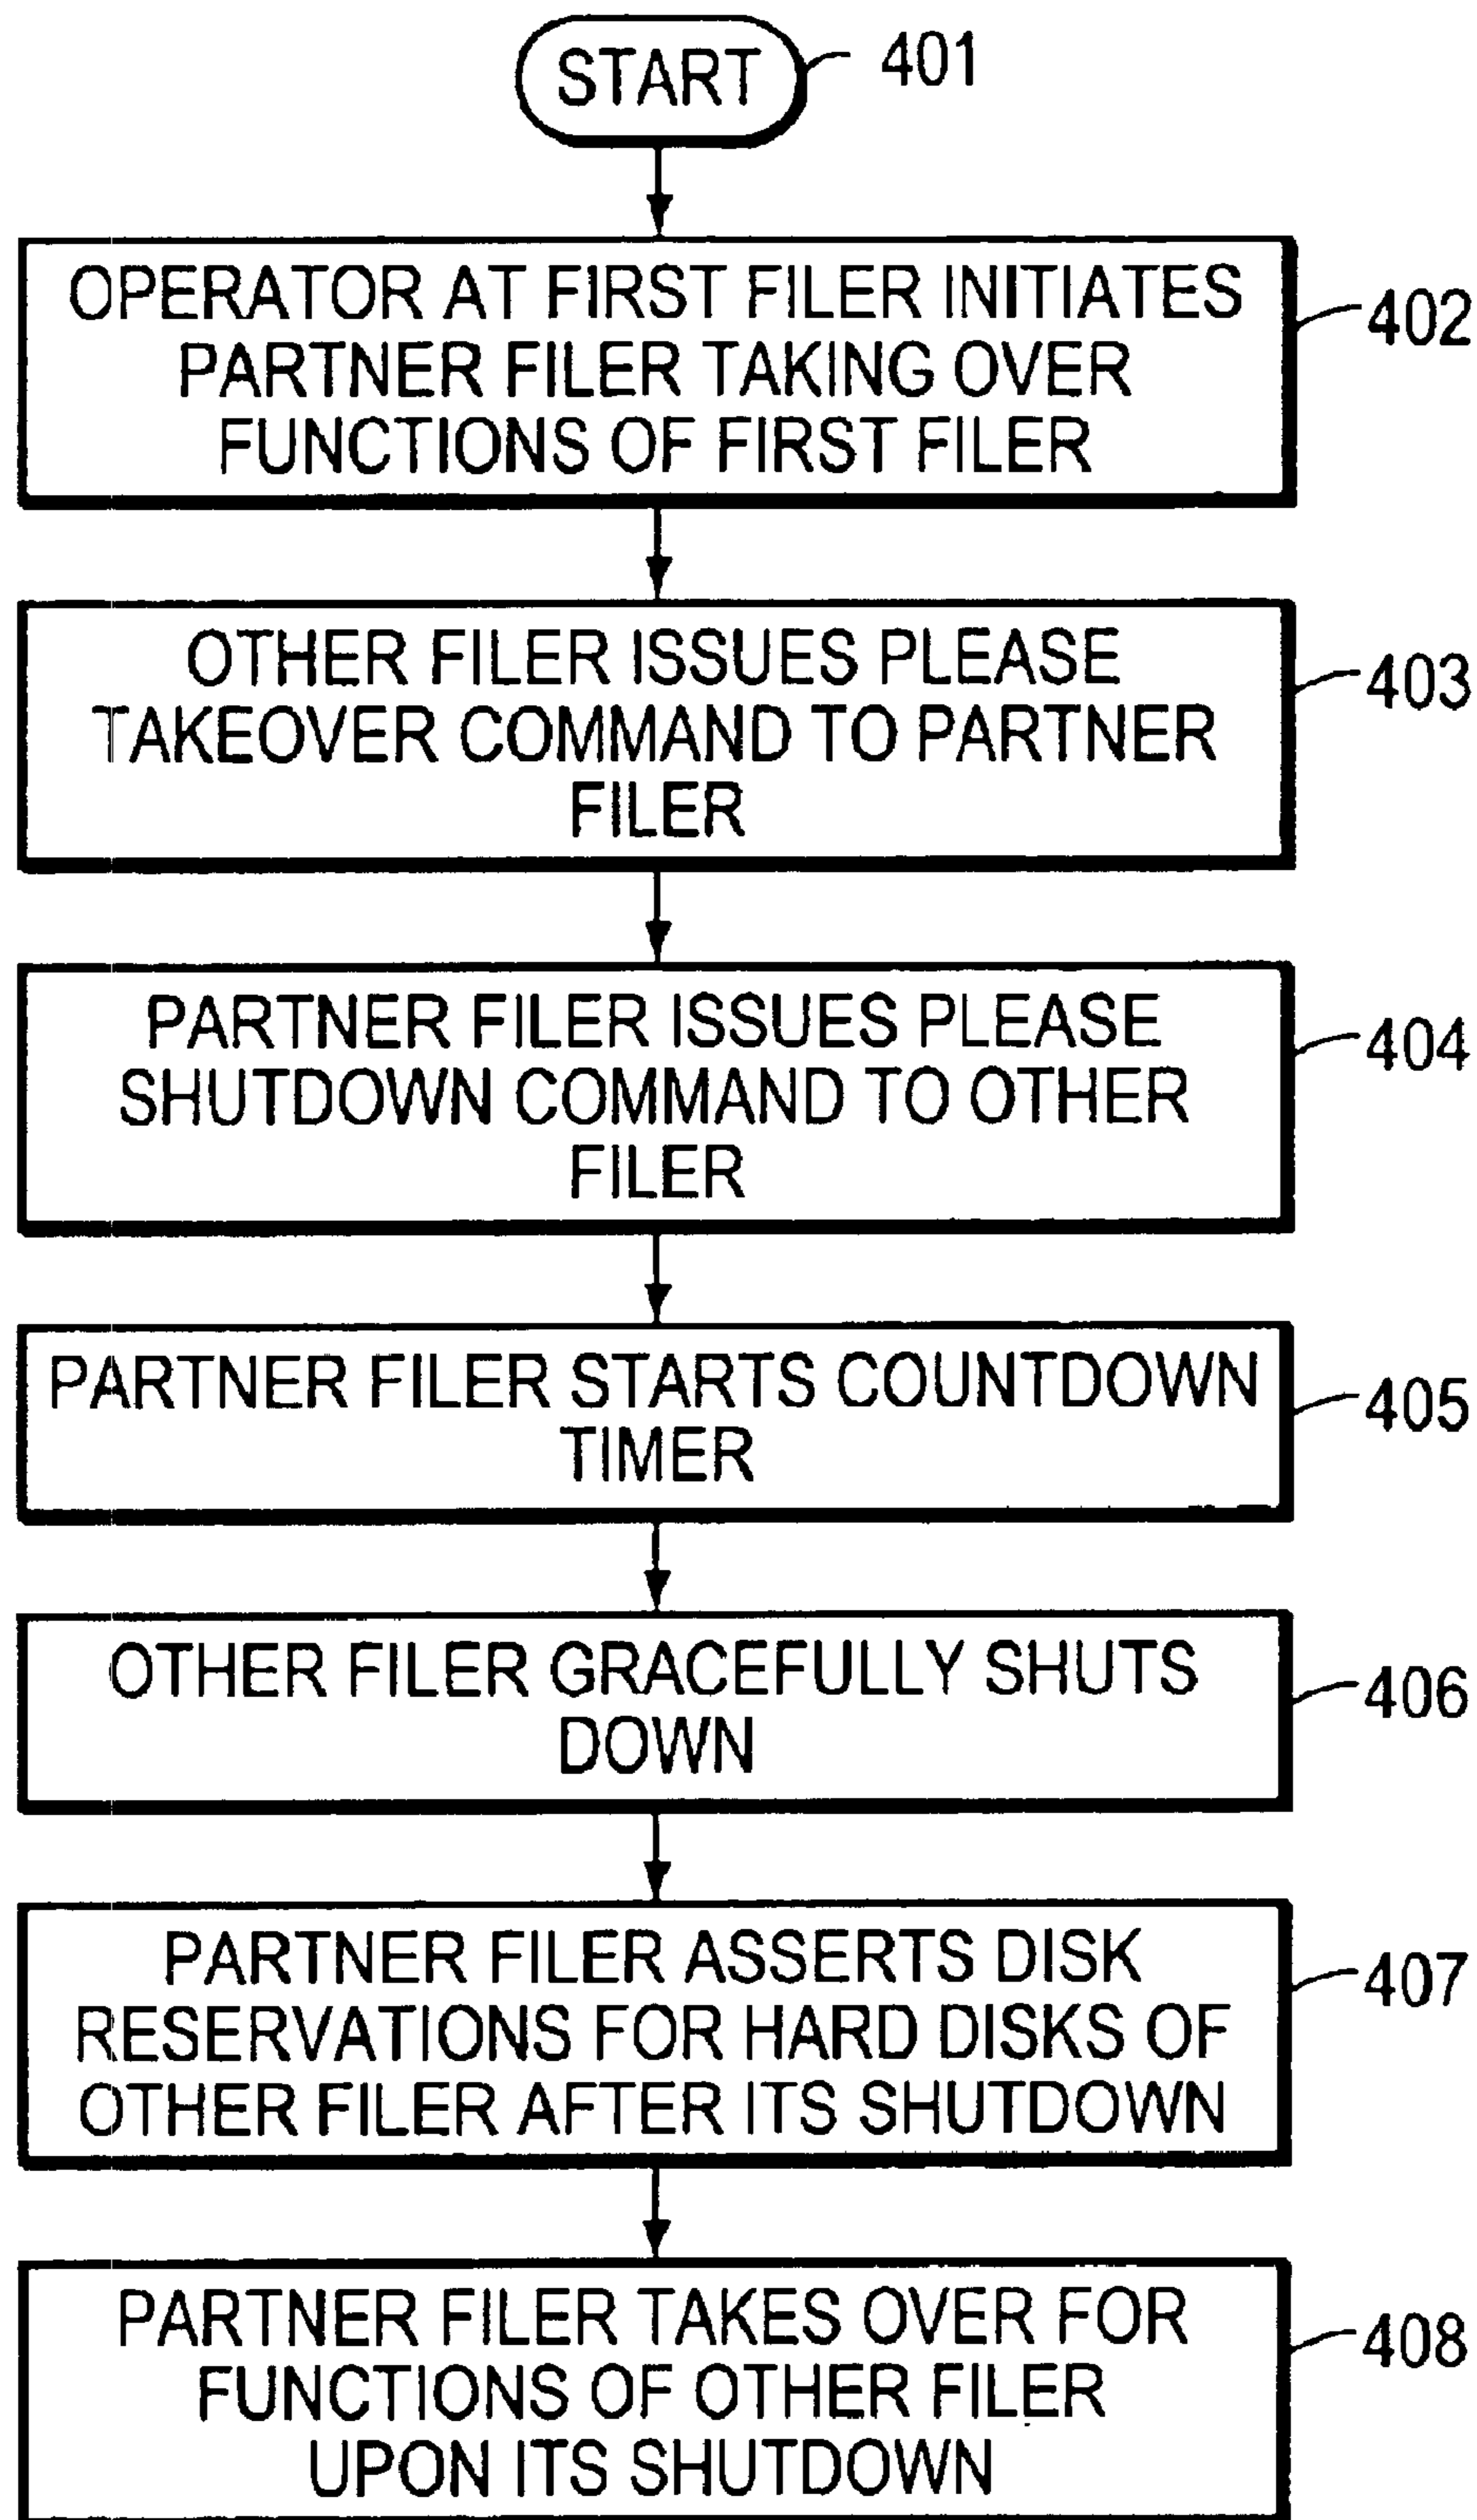 START
401
OPERATOR AT FIRST FILER INITIATES
PARTNER FILER TAKING OVER
FUNCTIONS OF FIRST FILER
402
OTHER FILER ISSUES PLEASE
TAKEOVER COMMAND TO PARTNER
FILER
403
PARTNER FILER ISSUES PLEASE
SHUTDOWN COMMAND TO OTHER
FILER
404
PARTNER FILER STARTS COUNTDOWN
TIMER
405
OTHER FILER GRACEFULLY SHUTS
DOWN
406
PARTNER FILER ASSERTS DISK
RESERVATIONS FOR HARD DISKS OF
OTHER FILER AFTER ITS SHUTDOWN
407
PARTNER FILER TAKES OVER FOR
FUNCTIONS OF OTHER FILER
UPON ITS SHUTDOWN
408